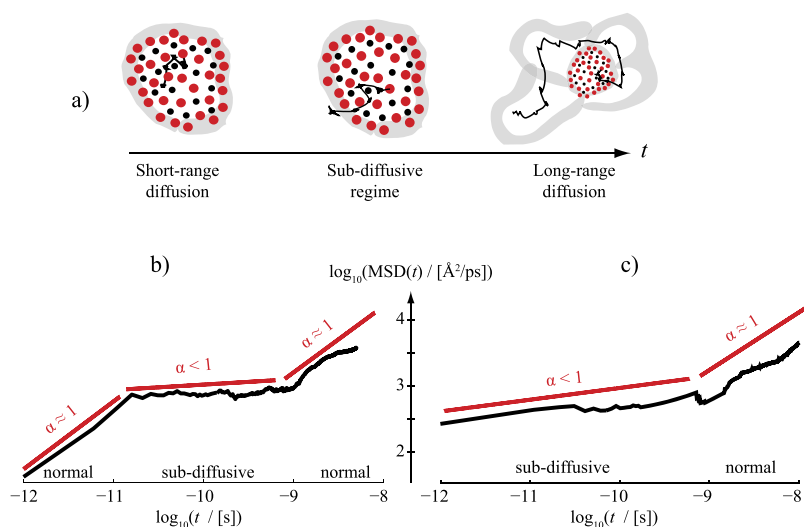 a)
t
Short-range
diffusion
Sub-diffusive
regime
Long-range
diffusion
b)
log₁₀(MSD(t) / [Å²/ps])
c)
α ≈ 1
α < 1
α ≈ 1
normal
sub-diffusive
normal
−12
−11
−10
−9
−8
log₁₀(t / [s])
4
3
2
α < 1
α ≈ 1
sub-diffusive
normal
−12
−11
−10
−9
−8
log₁₀(t / [s])